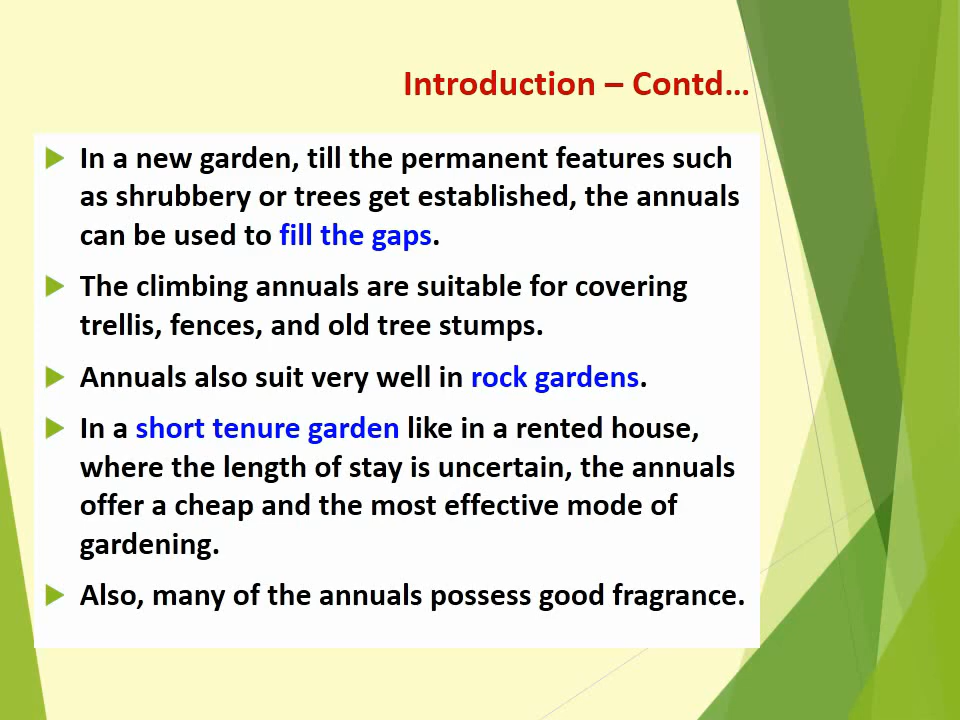 Introduction – Contd…
In a new garden, till the permanent features such
as shrubbery or trees get established, the annuals
can be used to fill the gaps.
The climbing annuals are suitable for covering
trellis, fences, and old tree stumps.
Annuals also suit very well in rock gardens.
In a short tenure garden like in a rented house,
where the length of stay is uncertain, the annuals
offer a cheap and the most effective mode of
gardening.
Also, many of the annuals possess good fragrance.